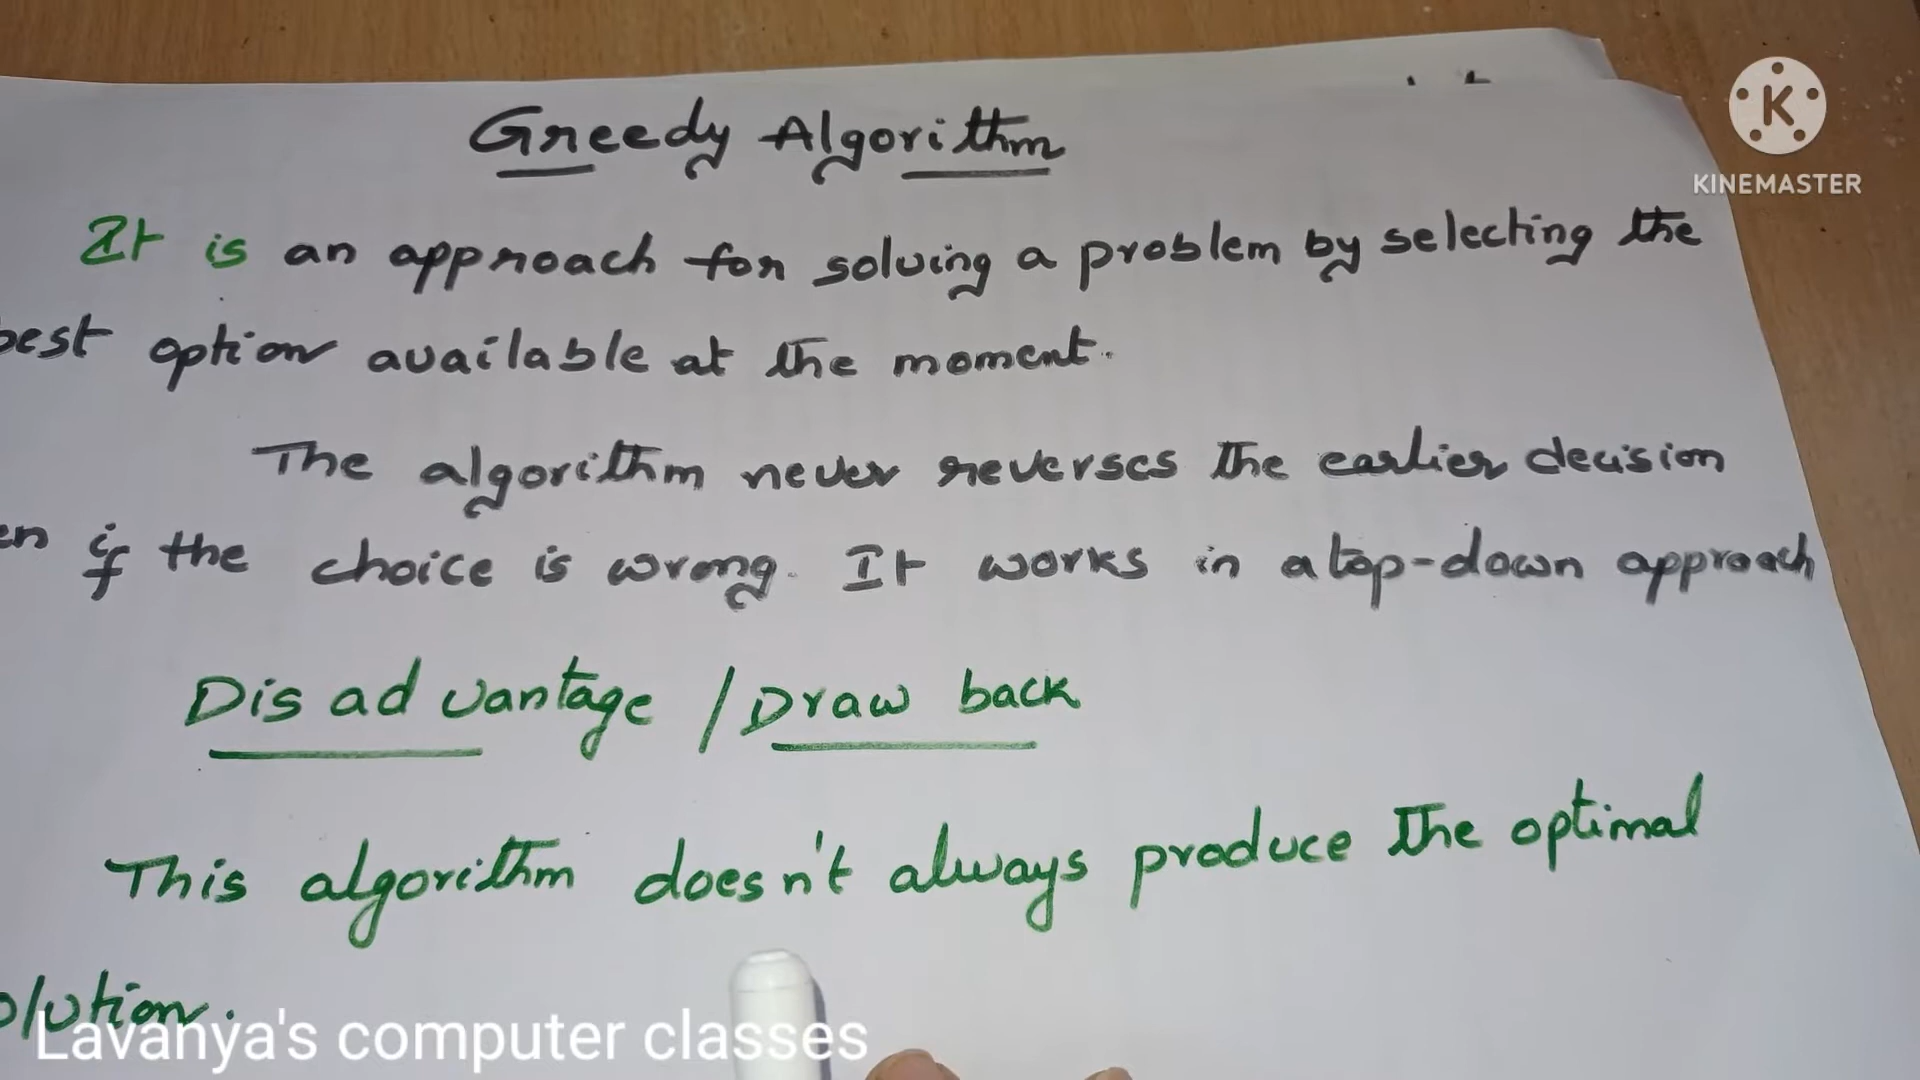 Greedy Algorithm
KINEMASTER
It is an approach for solving a problem by selecting the
best option available at the moment.
The algorithm never reverses the earlier decision
en if the choice is wrong. It works in a top-down approach
Dis advantage / Draw back
This algorithm doesn't always produce the optimal
olution.
Lavanya's computer classes